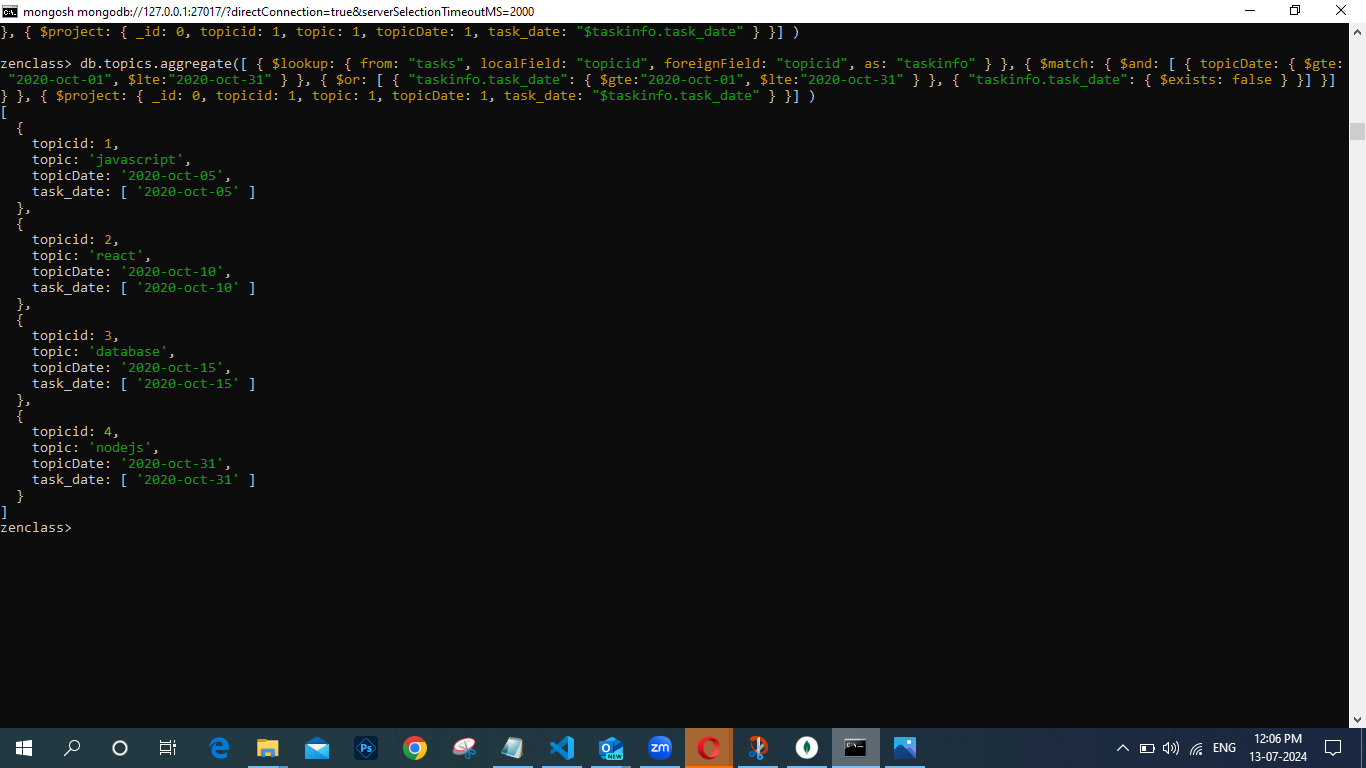 mongosh mongodb://127.0.0.1:27017/?directConnection=true&serverSelectionTimeoutMS=2000
}, { $project: { _id: 0, topicid: 1, topic: 1, topicDate: 1, task_date: "$taskinfo.task_date" } }] )
zenclass> db.topics.aggregate([ { $lookup: { from: "tasks", localField: "topicid", foreignField: "topicid", as: "taskinfo" } }, { $match: { $and: [ { topicDate: { $gte:
"2020-oct-01", $lte:"2020-oct-31" } }, { $or: [ { "taskinfo.task_date": { $gte:"2020-oct-01", $lte:"2020-oct-31" } }, { "taskinfo.task_date": { $exists: false } }] }]
} }, { $project: { _id: 0, topicid: 1, topic: 1, topicDate: 1, task_date: "$taskinfo.task_date" } }] )
[
{
topicid: 1,
topic: 'javascript',
topicDate: '2020-oct-05',
task_date: [ '2020-oct-05' ]
},
{
topicid: 2,
topic: 'react',
topicDate: '2020-oct-10',
task_date: [ '2020-oct-10' ]
},
{
topicid: 3,
topic: 'database',
topicDate: '2020-oct-15',
task_date: [ '2020-oct-15' ]
},
{
topicid: 4,
topic: 'nodejs',
topicDate: '2020-oct-31',
task_date: [ '2020-oct-31' ]
}
]
zenclass>
Ps
NEW
zm
ENG
12:06 PM
13-07-2024